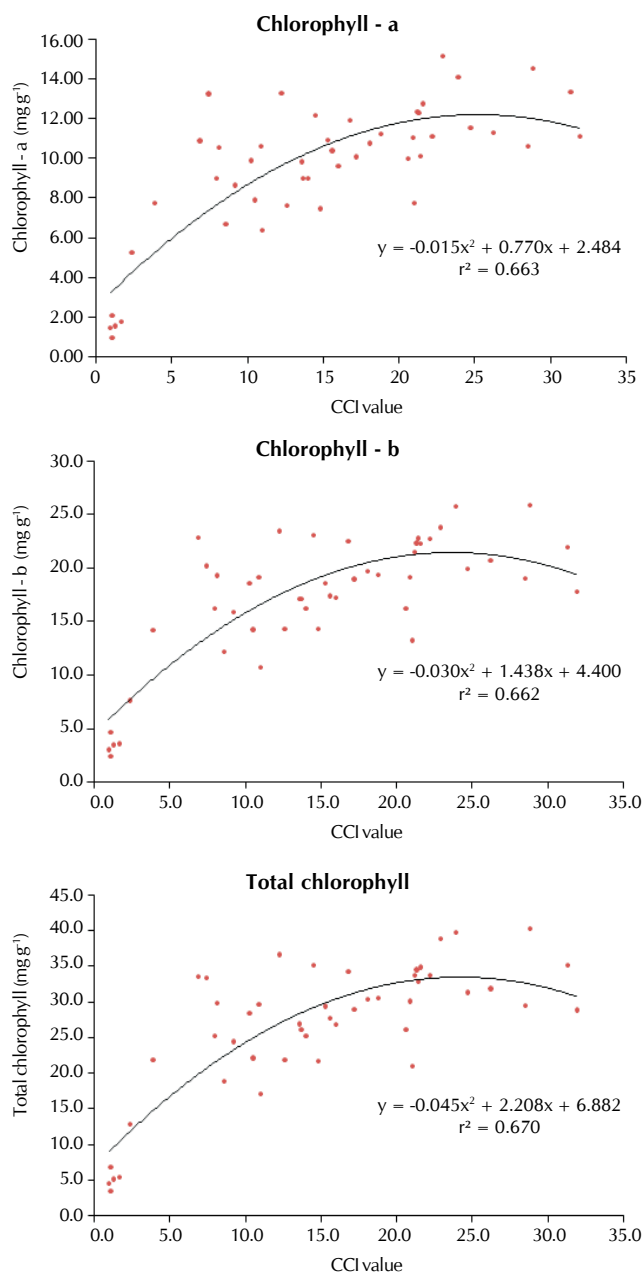 Chlorophyll - a
16.00
14.00
12.00
10.00
8.00
6.00
4.00
2.00
0.00
Chlorophyll - a (mg g⁻¹)
y = -0.015x² + 0.770x + 2.484
r² = 0.663
0 5 10 15 20 25 30 35
CCI value
Chlorophyll - b
30.0
25.0
20.0
15.0
10.0
5.0
0.0
Chlorophyll - b (mg g⁻¹)
y = -0.030x² + 1.438x + 4.400
r² = 0.662
0.0 5.0 10.0 15.0 20.0 25.0 30.0 35.0
CCI value
Total chlorophyll
45.0
40.0
35.0
30.0
25.0
20.0
15.0
10.0
5.0
0.0
Total chlorophyll (mg g⁻¹)
y = -0.045x² + 2.208x + 6.882
r² = 0.670
0.0 5.0 10.0 15.0 20.0 25.0 30.0 35.0
CCI value